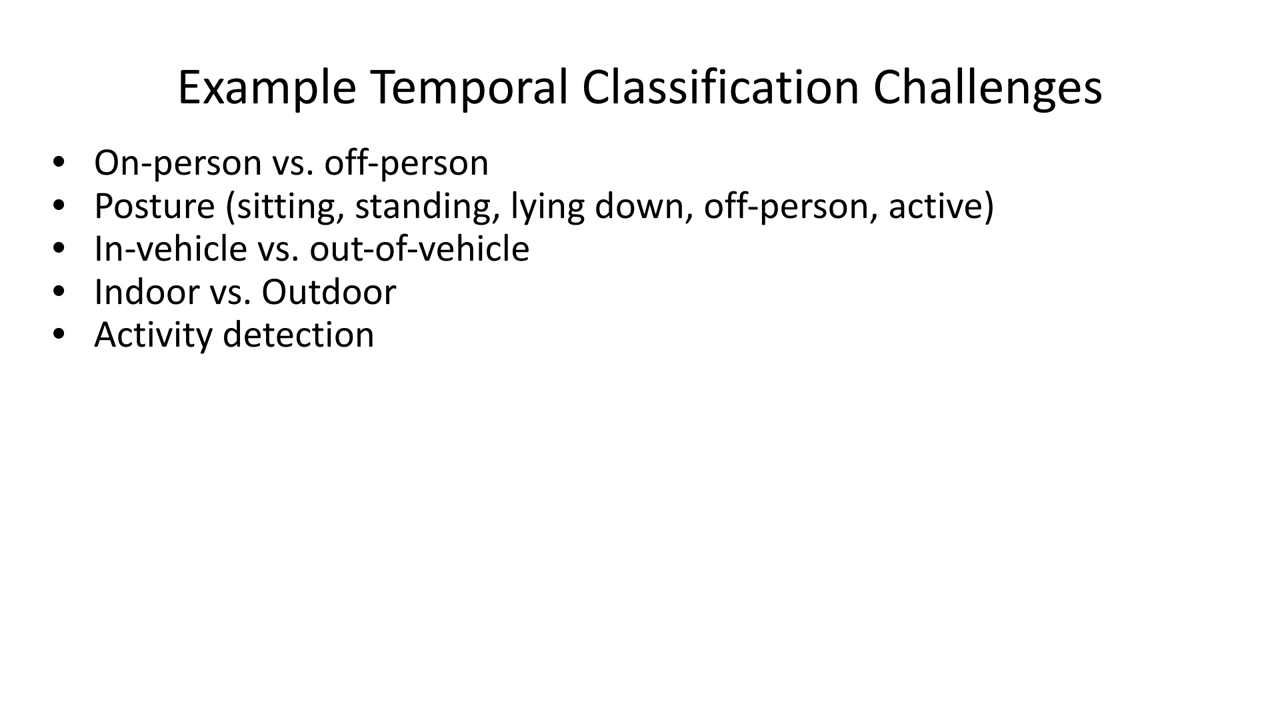 Example Temporal Classification Challenges
• On-person vs. off-person
• Posture (sitting, standing, lying down, off-person, active)
• In-vehicle vs. out-of-vehicle
• Indoor vs. Outdoor
• Activity detection